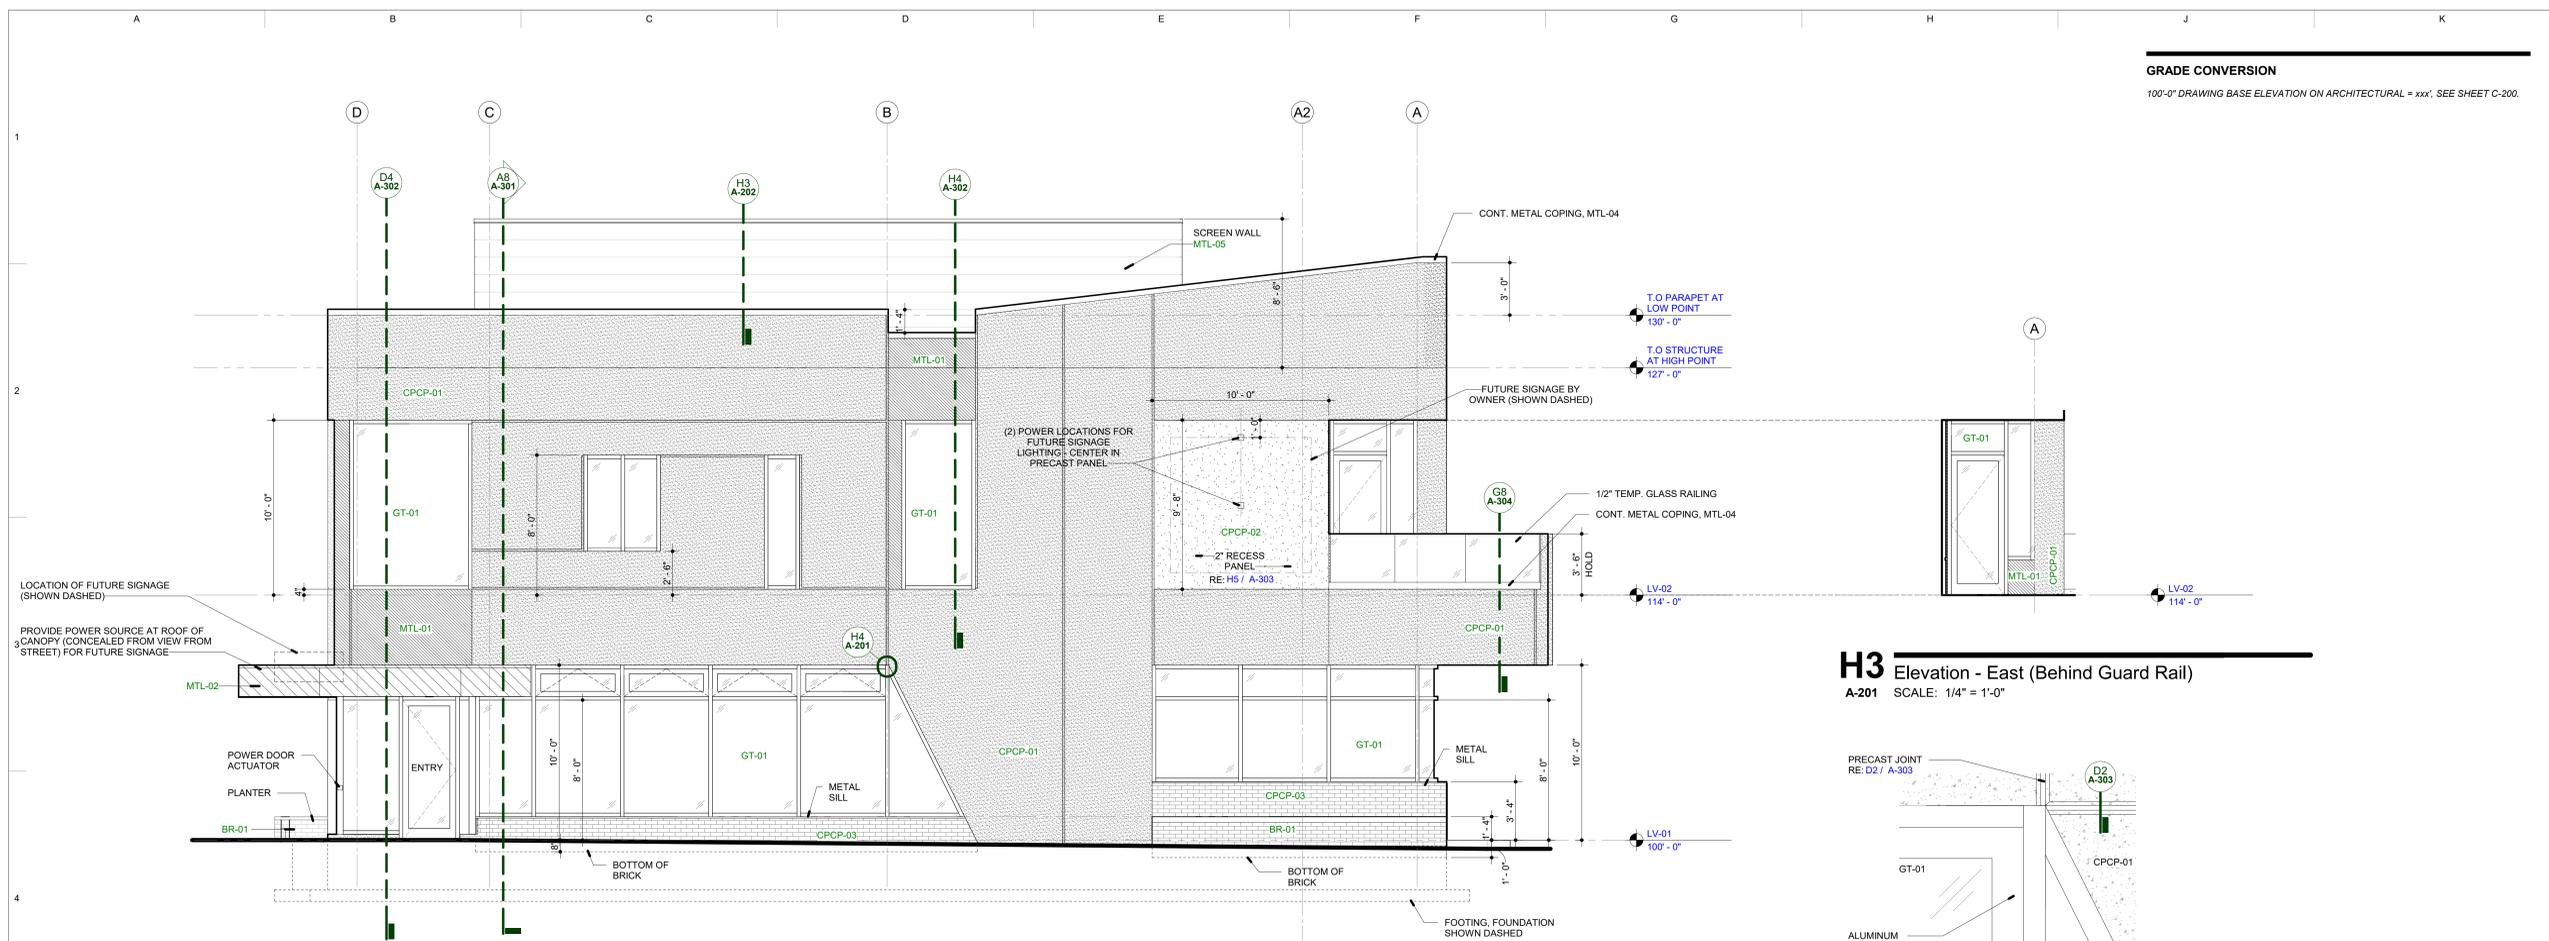 A B C D E F G H J K
GRADE CONVERSION
100'-0" DRAWING BASE ELEVATION ON ARCHITECTURAL = xxx', SEE SHEET C-200.
D C B A2 A
1
D4
A-302
A8
A-301
H3
A-202
H4
A-302
CONT. METAL COPING, MTL-04
SCREEN WALL
MTL-05
8' - 6"
3' - 0"
T.O PARAPET AT
LOW POINT
130' - 0"
1' - 4"
A
T.O STRUCTURE
AT HIGH POINT
127' - 0"
MTL-01
2
CPCP-01
FUTURE SIGNAGE BY
OWNER (SHOWN DASHED)
10' - 0"
1' - 0"
(2) POWER LOCATIONS FOR
FUTURE SIGNAGE
LIGHTING - CENTER IN
PRECAST PANEL
GT-01
G8
A-304
1/2" TEMP. GLASS RAILING
CONT. METAL COPING, MTL-04
10' - 0"
GT-01
8' - 0"
GT-01
9' - 8"
CPCP-02
2" RECESS
PANEL
RE: H5 / A-303
2' - 6"
3' - 6"
HOLD
MTL-01
CPCP-01
LOCATION OF FUTURE SIGNAGE
(SHOWN DASHED)
4"
LV-02
114' - 0"
LV-02
114' - 0"
PROVIDE POWER SOURCE AT ROOF OF
CANOPY (CONCEALED FROM VIEW FROM
STREET) FOR FUTURE SIGNAGE
3
MTL-01
H4
A-201
CPCP-01
H3
Elevation - East (Behind Guard Rail)
A-201
SCALE: 1/4" = 1'-0"
MTL-02
POWER DOOR
ACTUATOR
ENTRY
10' - 0"
8' - 0"
GT-01
CPCP-01
GT-01
METAL
SILL
8' - 0"
10' - 0"
PRECAST JOINT
RE: D2 / A-303
D2
A-303
PLANTER
METAL
SILL
CPCP-03
3' - 4"
BR-01
CPCP-03
BR-01
1' - 4"
LV-01
100' - 0"
8"
BOTTOM OF
BRICK
BOTTOM OF
BRICK
1' - 0"
CPCP-01
GT-01
4
FOOTING, FOUNDATION
SHOWN DASHED
ALUMINUM